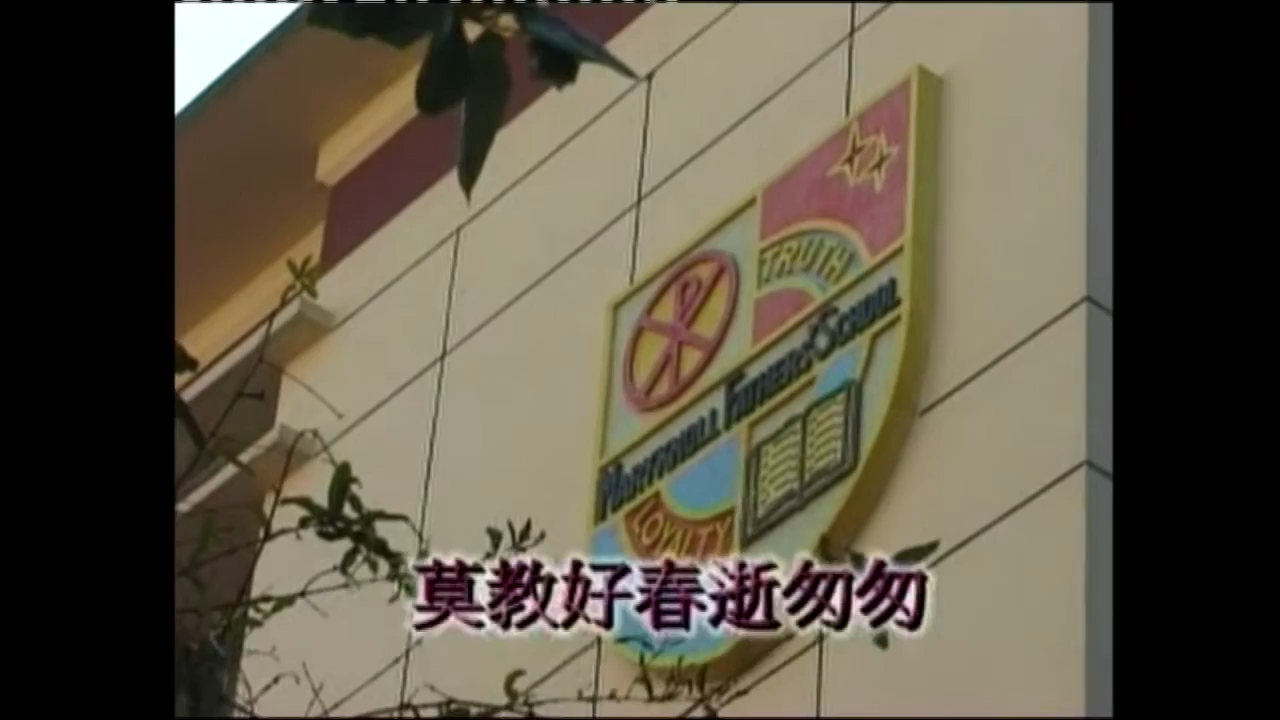 TRUTH
MARYKNOLL FATHERS' SCHOOL
LOYALTY
莫教好春逝匆匆